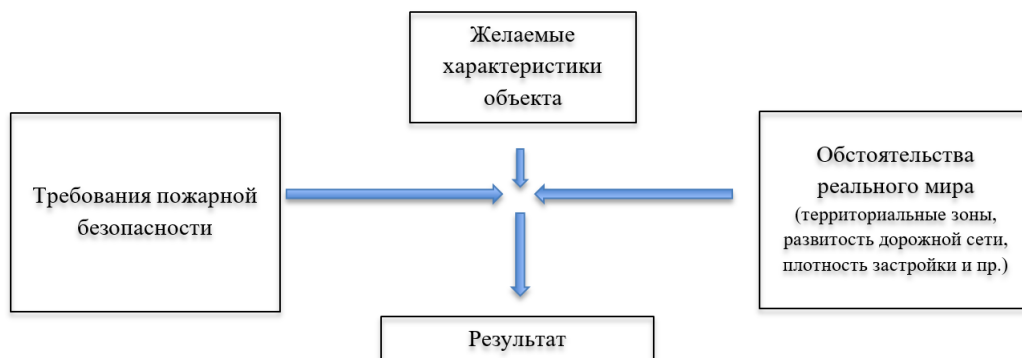 Желаемые
характеристики
объекта
Требования пожарной
безопасности
Обстоятельства
реального мира
(территориальные зоны,
развитость дорожной сети,
плотность застройки и пр.)
Результат